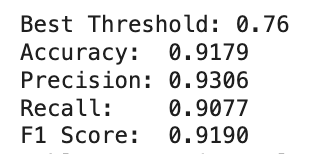 Best Threshold: 0.76
Accuracy:  0.9179
Precision: 0.9306
Recall:    0.9077
F1 Score:  0.9190